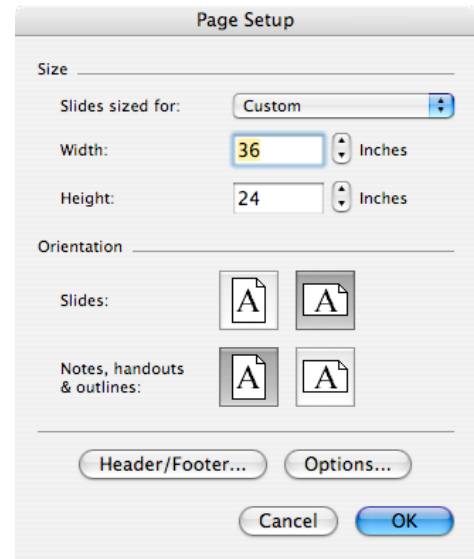 Page Setup
Size
Slides sized for: Custom
Width: 36 Inches
Height: 24 Inches
Orientation
Slides: A A
Notes, handouts
& outlines: A A
Header/Footer... Options...
Cancel OK